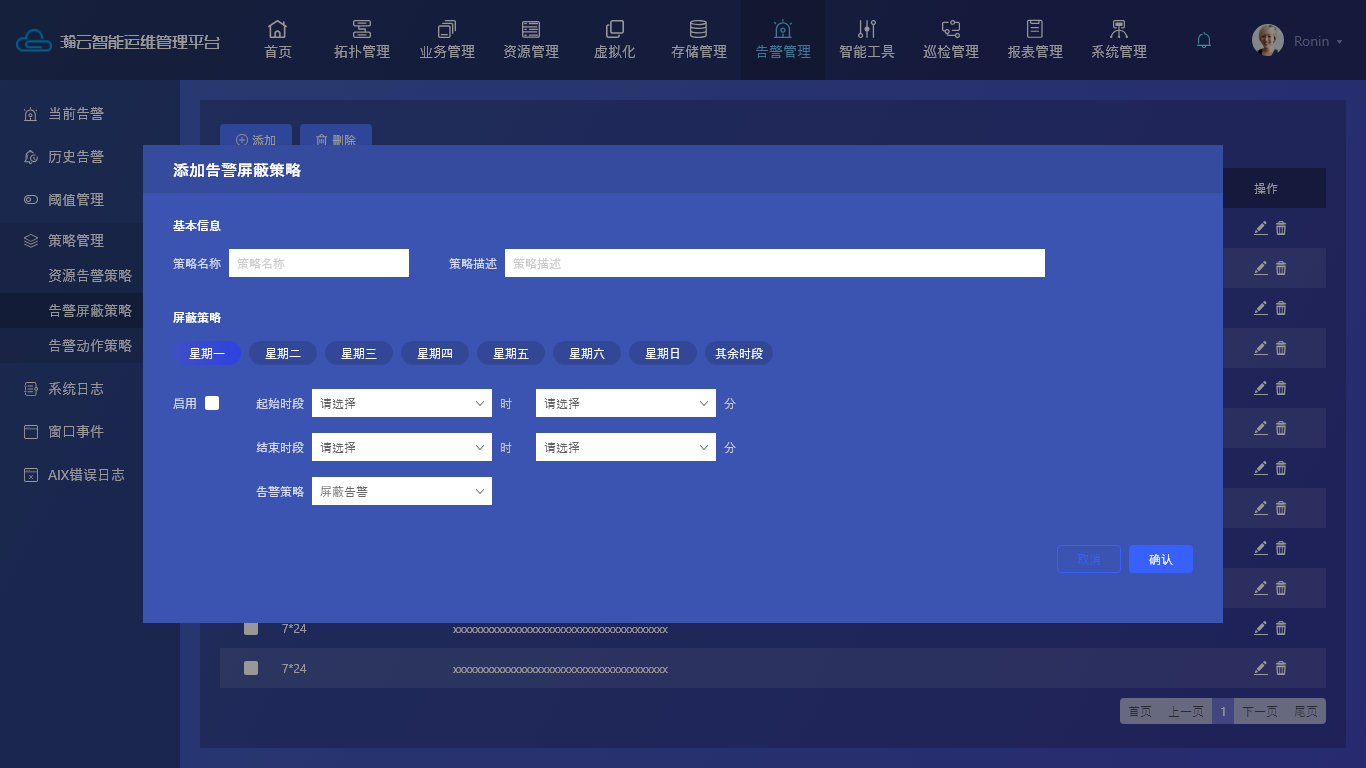 瀚云智能运维管理平台
首页 拓扑管理 业务管理 资源管理 虚拟化 存储管理 告警管理 智能工具 巡检管理 报表管理 系统管理
Ronin
当前告警
历史告警
阈值管理
策略管理
资源告警策略
告警屏蔽策略
告警动作策略
系统日志
窗口事件
AIX错误日志
添加 删除
操作
添加告警屏蔽策略
基本信息
策略名称 策略名称 策略描述 策略描述
屏蔽策略
星期一 星期二 星期三 星期四 星期五 星期六 星期日 其余时段
启用 起始时段 请选择 时 请选择 分
结束时段 请选择 时 请选择 分
告警策略 屏蔽告警
取消 确认
7*24 xxxxxxxxxxxxxxxxxxxxxxxxxxxxxxxxxxxxxxx
7*24 xxxxxxxxxxxxxxxxxxxxxxxxxxxxxxxxxxxxxxx
首页 上一页 1 下一页 尾页